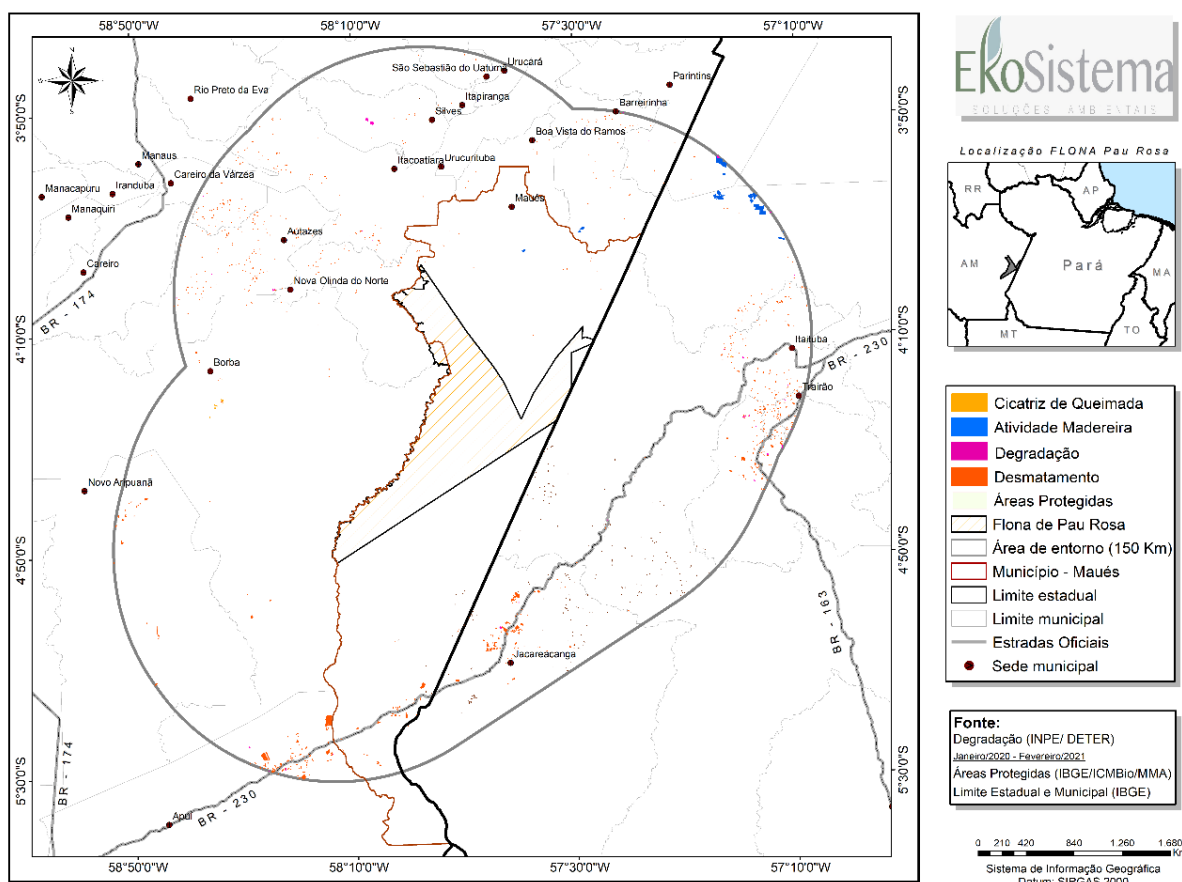 58°50'0"W 58°10'0"W 57°30'0"W 57°10'0"W
São Sebastião do Uatumã
Urucará
Parintins
Rio Preto da Eva
Itapiranga
Silves
Barreirinha
3°50'0"S
3°50'0"S
Boa Vista do Ramos
Manaus
Itacoatiara
Urucurituba
Careiro da Várzea
Manacapuru
Iranduba
Manaquiri
Maués
Autazes
Careiro
Nova Olinda do Norte
BR - 174
4°10'0"S
4°10'0"S
Itaituba
BR - 230
Borba
Trairão
Novo Aripuanã
4°50'0"S
4°50'0"S
BR - 163
Jacareacanga
BR - 174
5°30'0"S
5°30'0"S
BR - 230
Apuí
58°50'0"W 58°10'0"W 57°30'0"W 57°10'0"W
EkoSistema
SOLUÇÕES AMBIENTAIS
Localização FLONA Pau Rosa
RR
AP
AM
Pará
MA
MT
TO
Cicatriz de Queimada
Atividade Madereira
Degradação
Desmatamento
Áreas Protegidas
Flona de Pau Rosa
Área de entorno (150 Km)
Município - Maués
Limite estadual
Limite municipal
Estradas Oficiais
Sede municipal
Fonte:
Degradação (INPE/ DETER)
Janeiro/2020 - Fevereiro/2021
Áreas Protegidas (IBGE/ICMBio/MMA)
Limite Estadual e Municipal (IBGE)
0 210 420 840 1.260 1.680
Sistema de Informação Geográfica
Datum: SIRGAS 2000